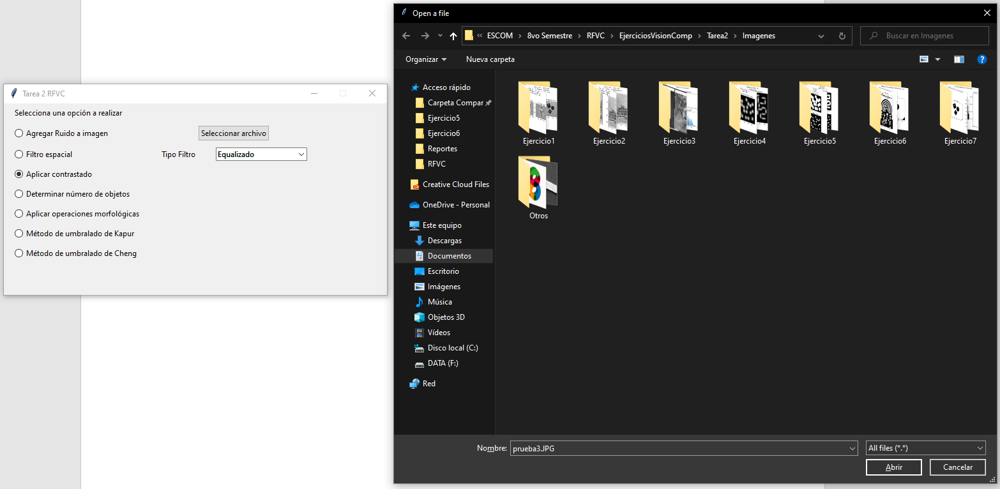 Tarea 2 RFVC
Selecciona una opción a realizar
Agregar Ruido a imagen
Seleccionar archivo
Filtro espacial
Tipo Filtro
Equalizado
Aplicar contrastado
Determinar número de objetos
Aplicar operaciones morfológicas
Método de umbralado de Kapur
Método de umbralado de Cheng
Open a file
« ESCOM › 8vo Semestre › RFVC › EjerciciosVisionComp › Tarea2 › Imagenes
Buscar en Imagenes
Organizar
Nueva carpeta
?
Acceso rápido
Carpeta Compar
Ejercicio5
Ejercicio6
Reportes
RFVC
Creative Cloud Files
OneDrive - Personal
Este equipo
Descargas
Documentos
Escritorio
Imágenes
Música
Objetos 3D
Vídeos
Disco local (C:)
DATA (F:)
Red
Ejercicio1
Ejercicio2
Ejercicio3
Ejercicio4
Ejercicio5
Ejercicio6
Ejercicio7
Otros
Nombre:
prueba3.JPG
All files (*.*)
Abrir
Cancelar